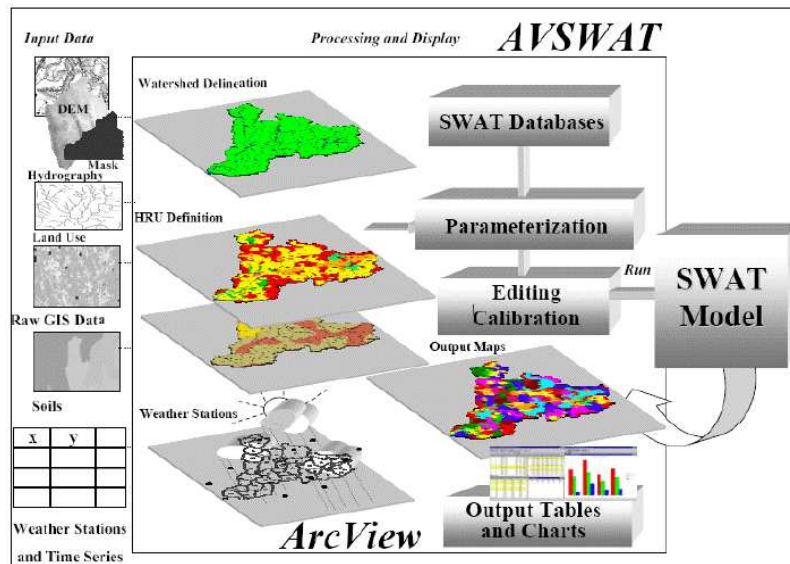 Input Data
Processing and Display
AVSWAT
DEM
Mask
Hydrography
Land Use
Raw GIS Data
Soils
x y
Weather Stations
and Time Series
Watershed Delineation
HRU Definition
Weather Stations
ArcView
SWAT Databases
Parameterization
Editing
Calibration
Run
SWAT
Model
Output Maps
Output Tables
and Charts